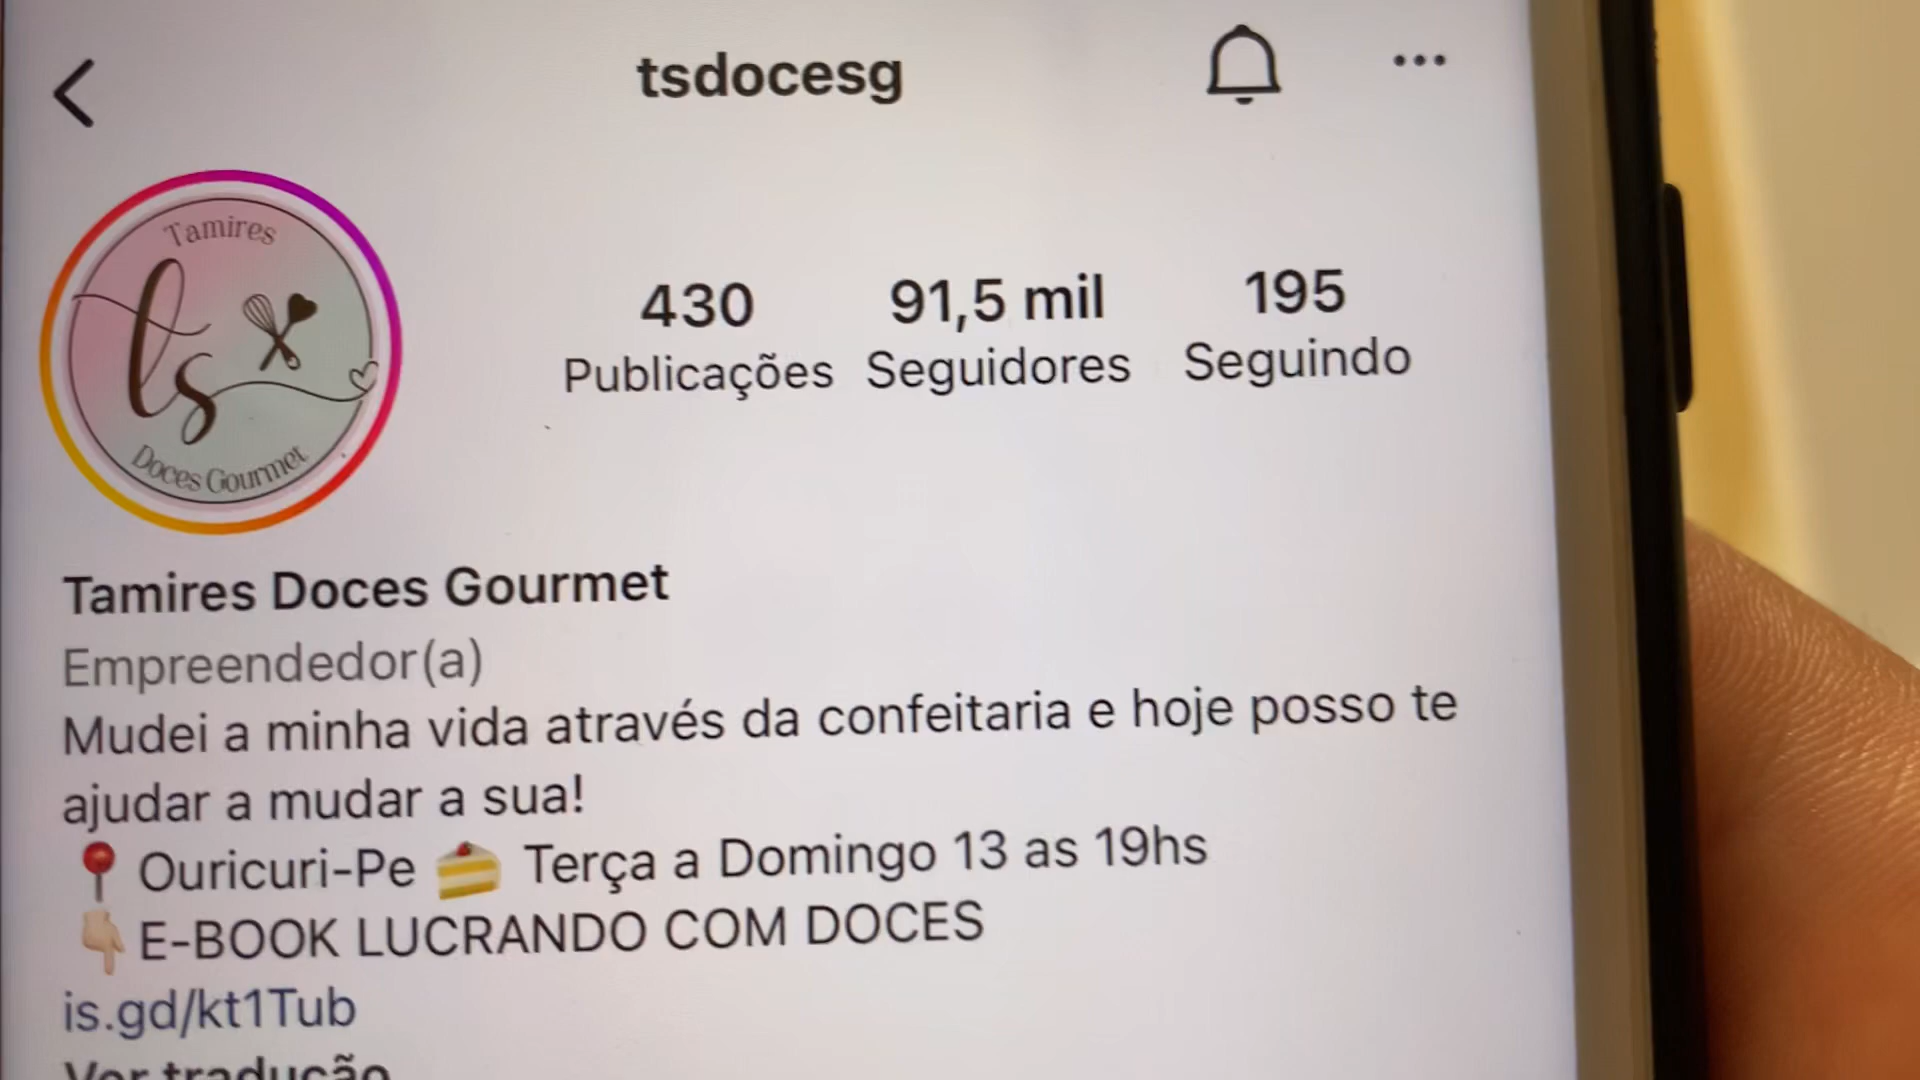 tsdocesg
Tamires
ts
Doces Gourmet
430
91,5 mil
195
Publicações
Seguidores
Seguindo
Tamires Doces Gourmet
Empreendedor(a)
Mudei a minha vida através da confeitaria e hoje posso te
ajudar a mudar a sua!
📍 Ouricuri-Pe 🍰 Terça a Domingo 13 as 19hs
👇🏻 E-BOOK LUCRANDO COM DOCES
is.gd/kt1Tub
Ver tradução